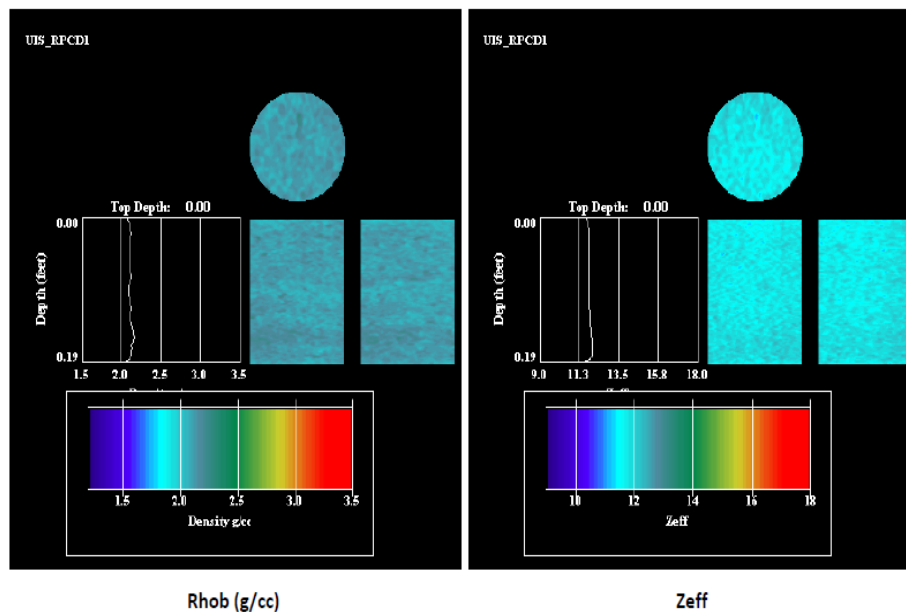 UIS_RPCD1
Top Depth: 0.00
0.00
Depth (feet)
0.19
1.5 2.0 2.5 3.0 3.5
1.5 2.0 2.5 3.0 3.5
Density g/cc
Rhob (g/cc)
UIS_RPCD1
Top Depth: 0.00
0.00
Depth (feet)
0.19
9.0 11.3 13.5 15.8 18.0
10 12 14 16 18
Zeff
Zeff